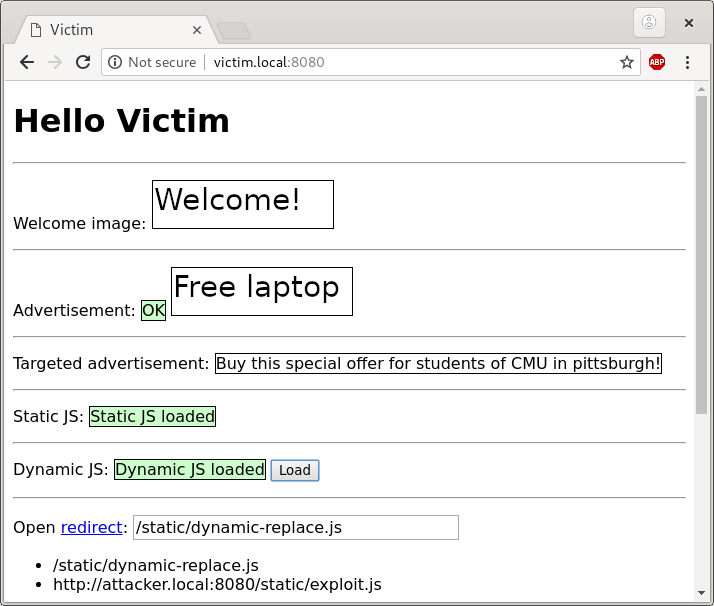 Victim
Not secure | victim.local:8080
ABP
Hello Victim
Welcome image: Welcome!
Advertisement: OK Free laptop
Targeted advertisement: Buy this special offer for students of CMU in pittsburgh!
Static JS: Static JS loaded
Dynamic JS: Dynamic JS loaded Load
Open redirect: /static/dynamic-replace.js
• /static/dynamic-replace.js
• http://attacker.local:8080/static/exploit.js